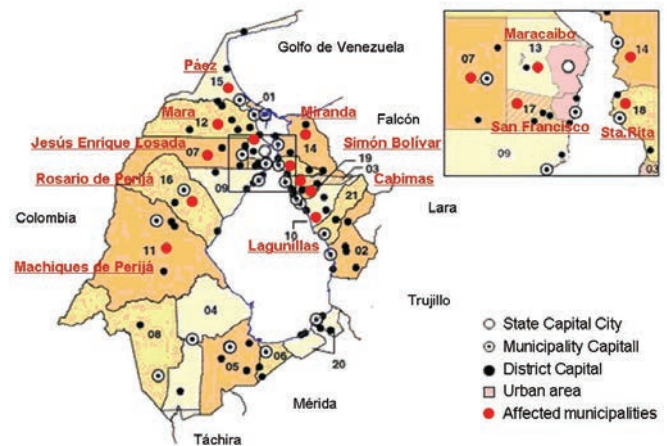 Golfo de Venezuela
Páez
15
01
Mara
12
Miranda
Falcón
Jesús Enrique Losada
07
14
Simón Bolívar
19
03
Rosario de Perijá
16
09
Cabimas
21
Colombia
Lara
10
11
Lagunillas
02
Machiques de Perijá
04
Trujillo
08
05
06
20
Mérida
Táchira
Maracaibo
13
07
14
17
18
San Francisco
Sta.Rita
09
03
State Capital City
Municipality Capitall
District Capital
Urban area
Affected municipalities